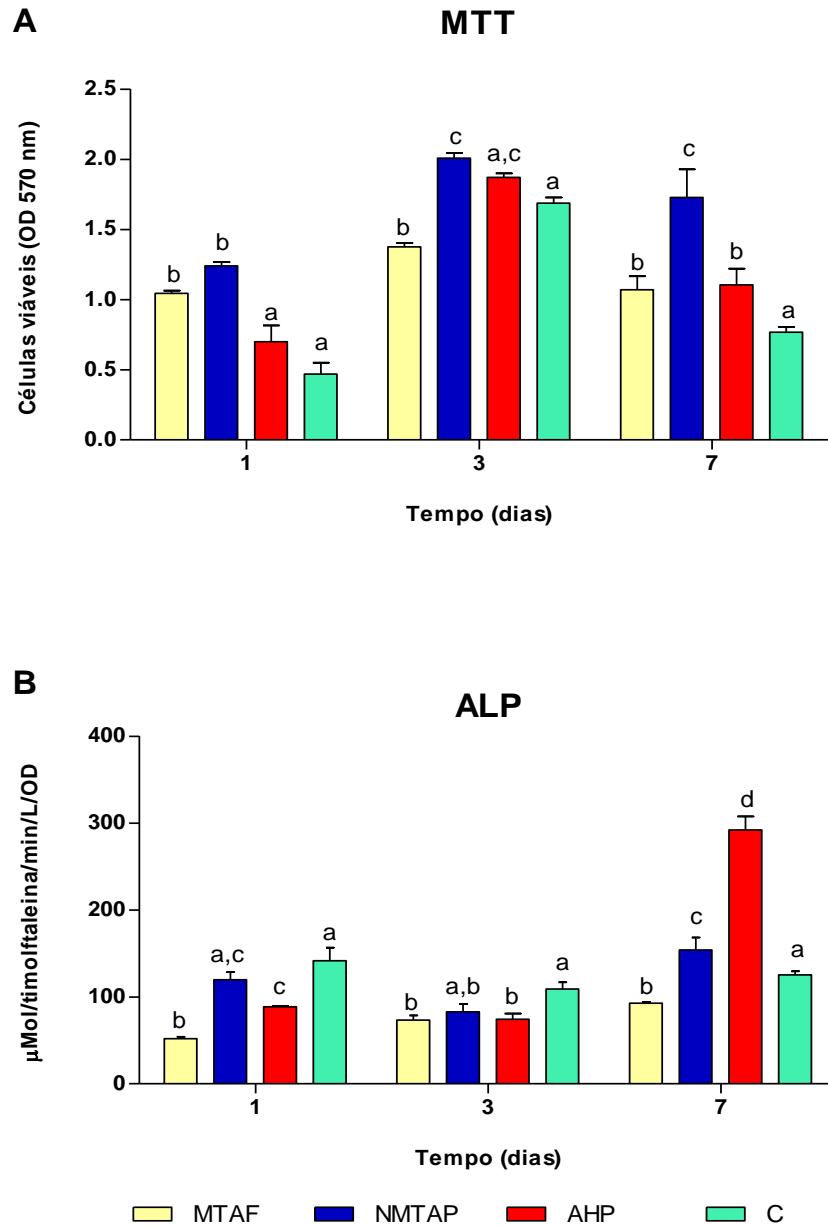 A
MTT
Células viáveis (OD 570 nm)
2.5
2.0
1.5
1.0
0.5
0.0
b
b
a
a
b
c
a,c
a
b
c
b
a
1
3
7
Tempo (dias)
B
ALP
µMol/timolftaleina/min/L/OD
400
300
200
100
0
b
a,c
c
a
b
a,b
b
a
b
c
d
a
1
3
7
Tempo (dias)
MTAF
NMTAP
AHP
C